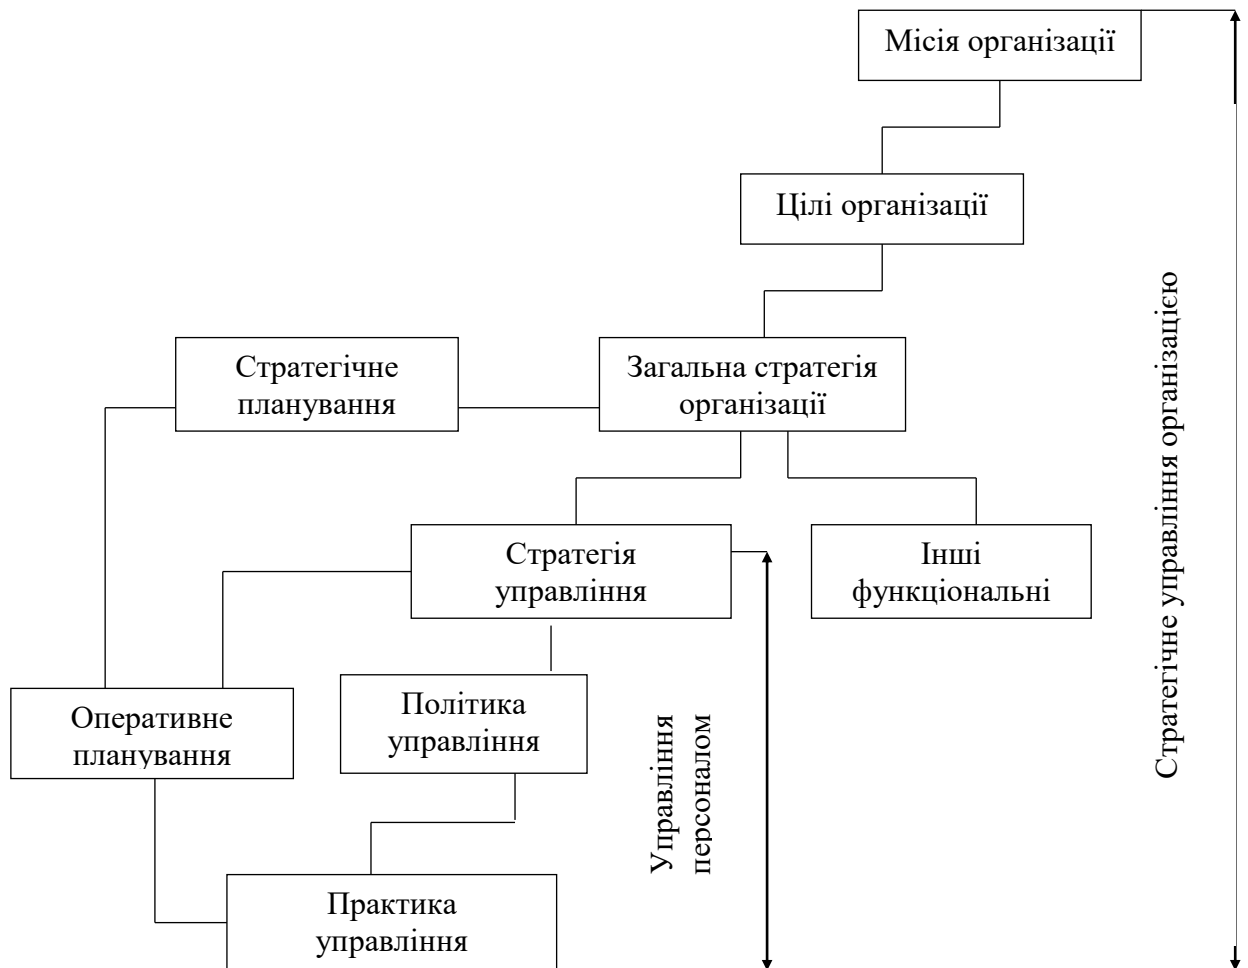 Місія організації
Цілі організації
Стратегічне
планування
Загальна стратегія
організації
Стратегія
управління
Інші
функціональні
Оперативне
планування
Політика
управління
Практика
управління
Управління
персоналом
Стратегічне управління організацією